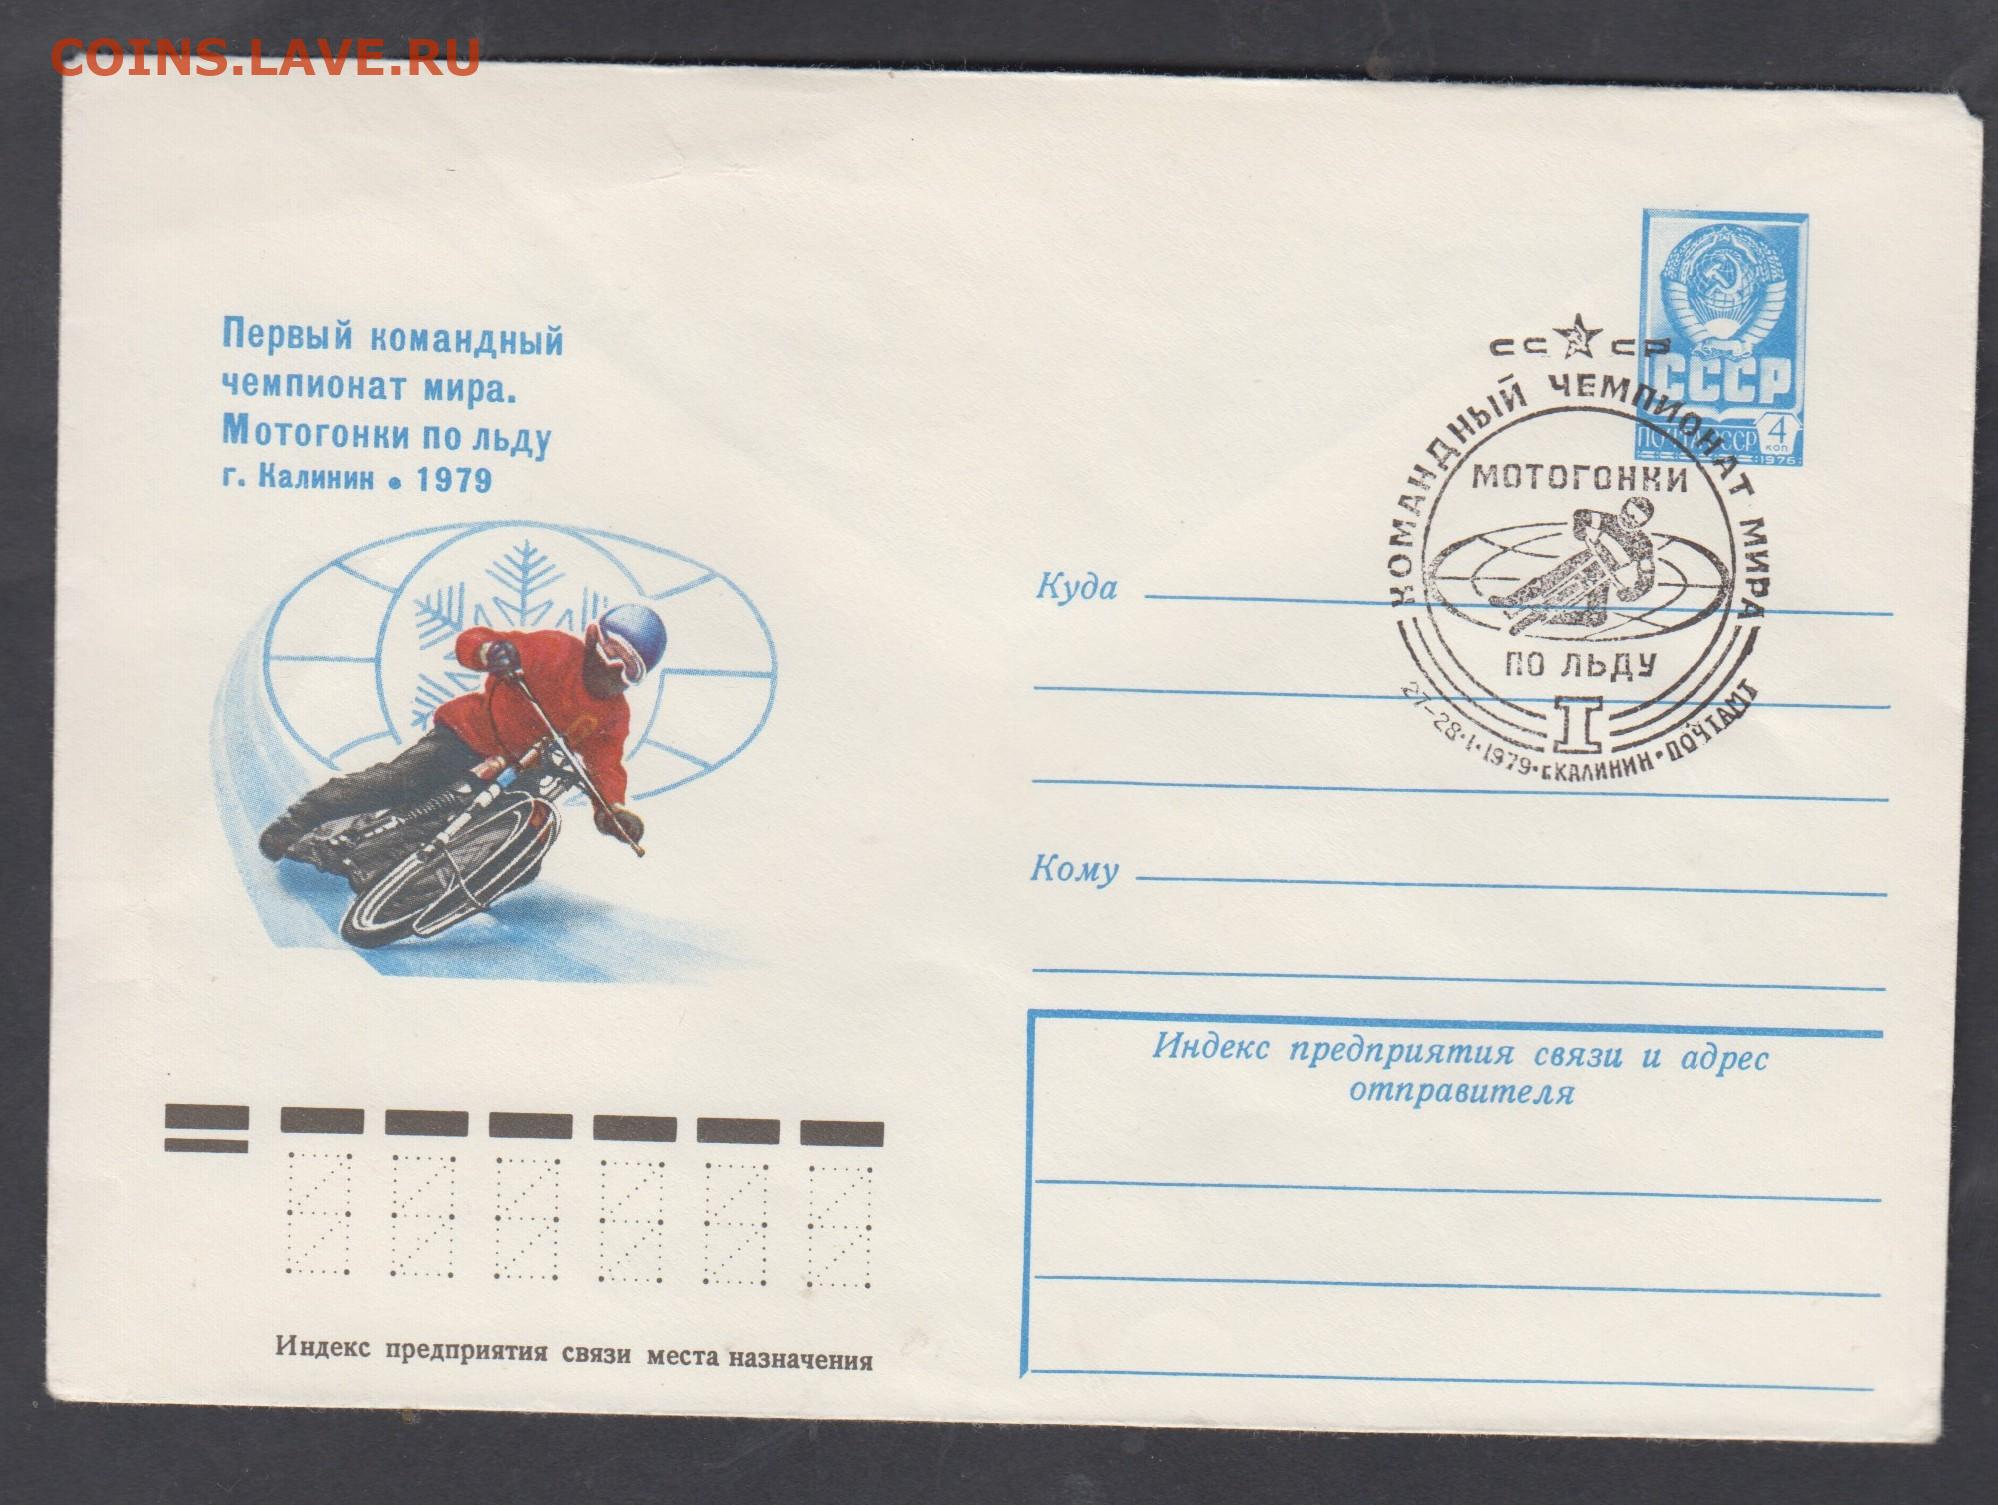 COINS.LAVE.RU
Первый командный
чемпионат мира.
Мотогонки по льду
г. Калинин • 1979
СССР
ПОЧТА СССР
4
КОП
1976
СССР
КОМАНДНЫЙ ЧЕМПИОНАТ МИРА
МОТОГОНКИ
ПО ЛЬДУ
I
27-28·I·1979·Г.КАЛИНИН·ПОЧТАМТ
Куда
Кому
Индекс предприятия связи и адрес
отправителя
Индекс предприятия связи места назначения